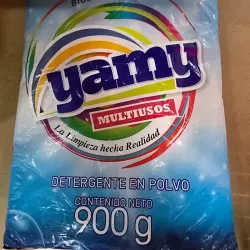 yamy
MULTIUSOS
La Limpieza hecha Realidad
DETERGENTE EN POLVO
CONTENIDO NETO
900 g